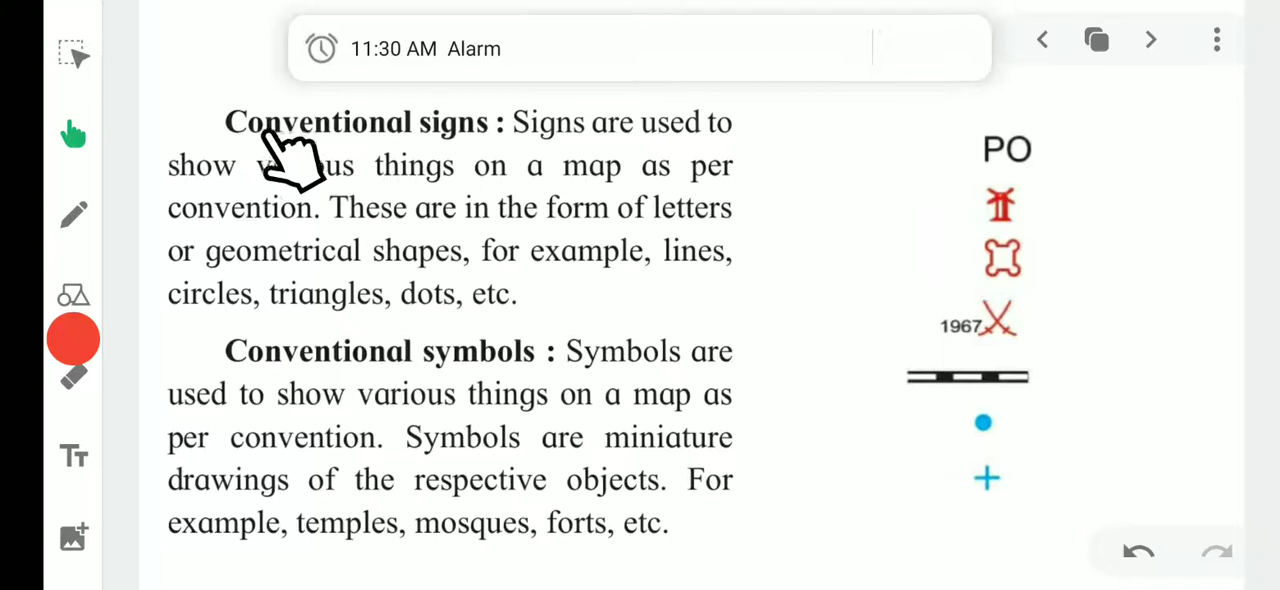 11:30 AM Alarm
Conventional signs : Signs are used to
show us things on a map as per
convention. These are in the form of letters
or geometrical shapes, for example, lines,
circles, triangles, dots, etc.
Conventional symbols : Symbols are
used to show various things on a map as
per convention. Symbols are miniature
drawings of the respective objects. For
example, temples, mosques, forts, etc.
PO
1967
TT